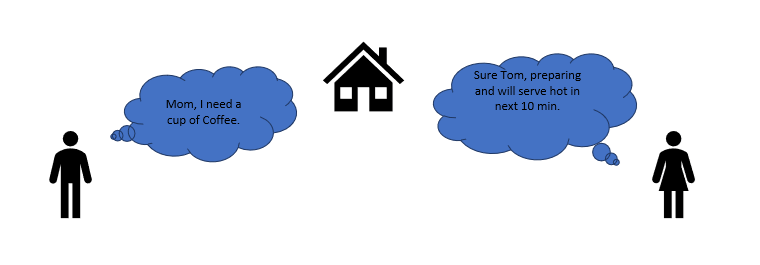 Mom, I need a
cup of Coffee.
Sure Tom, preparing
and will serve hot in
next 10 min.